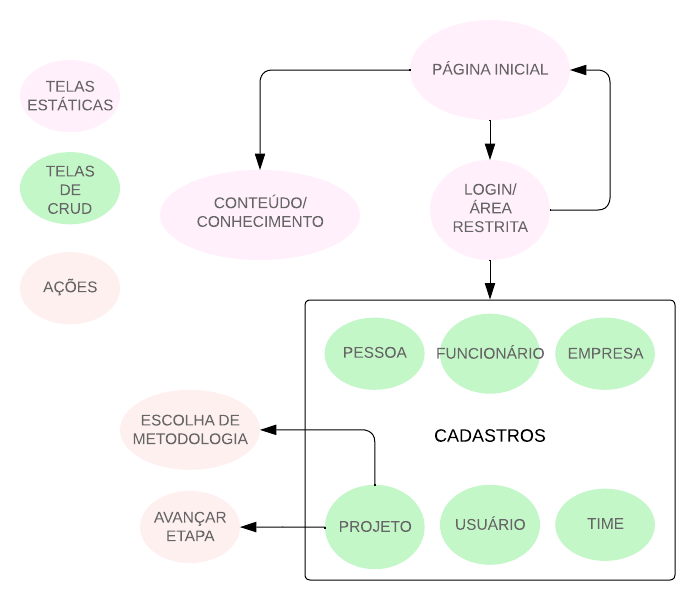 PÁGINA INICIAL
TELAS
ESTÁTICAS
TELAS
DE
CRUD
CONTEÚDO/
CONHECIMENTO
LOGIN/
ÁREA
RESTRITA
AÇÕES
PESSOA
FUNCIONÁRIO
EMPRESA
ESCOLHA DE
METODOLOGIA
CADASTROS
AVANÇAR
ETAPA
PROJETO
USUÁRIO
TIME